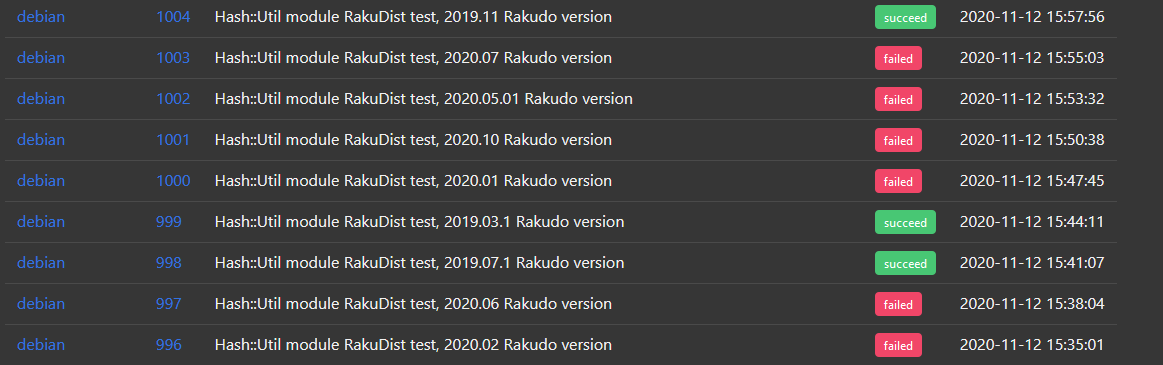 debian 1004 Hash::Util module RakuDist test, 2019.11 Rakudo version succeed 2020-11-12 15:57:56
debian 1003 Hash::Util module RakuDist test, 2020.07 Rakudo version failed 2020-11-12 15:55:03
debian 1002 Hash::Util module RakuDist test, 2020.05.01 Rakudo version failed 2020-11-12 15:53:32
debian 1001 Hash::Util module RakuDist test, 2020.10 Rakudo version failed 2020-11-12 15:50:38
debian 1000 Hash::Util module RakuDist test, 2020.01 Rakudo version failed 2020-11-12 15:47:45
debian 999 Hash::Util module RakuDist test, 2019.03.1 Rakudo version succeed 2020-11-12 15:44:11
debian 998 Hash::Util module RakuDist test, 2019.07.1 Rakudo version succeed 2020-11-12 15:41:07
debian 997 Hash::Util module RakuDist test, 2020.06 Rakudo version failed 2020-11-12 15:38:04
debian 996 Hash::Util module RakuDist test, 2020.02 Rakudo version failed 2020-11-12 15:35:01